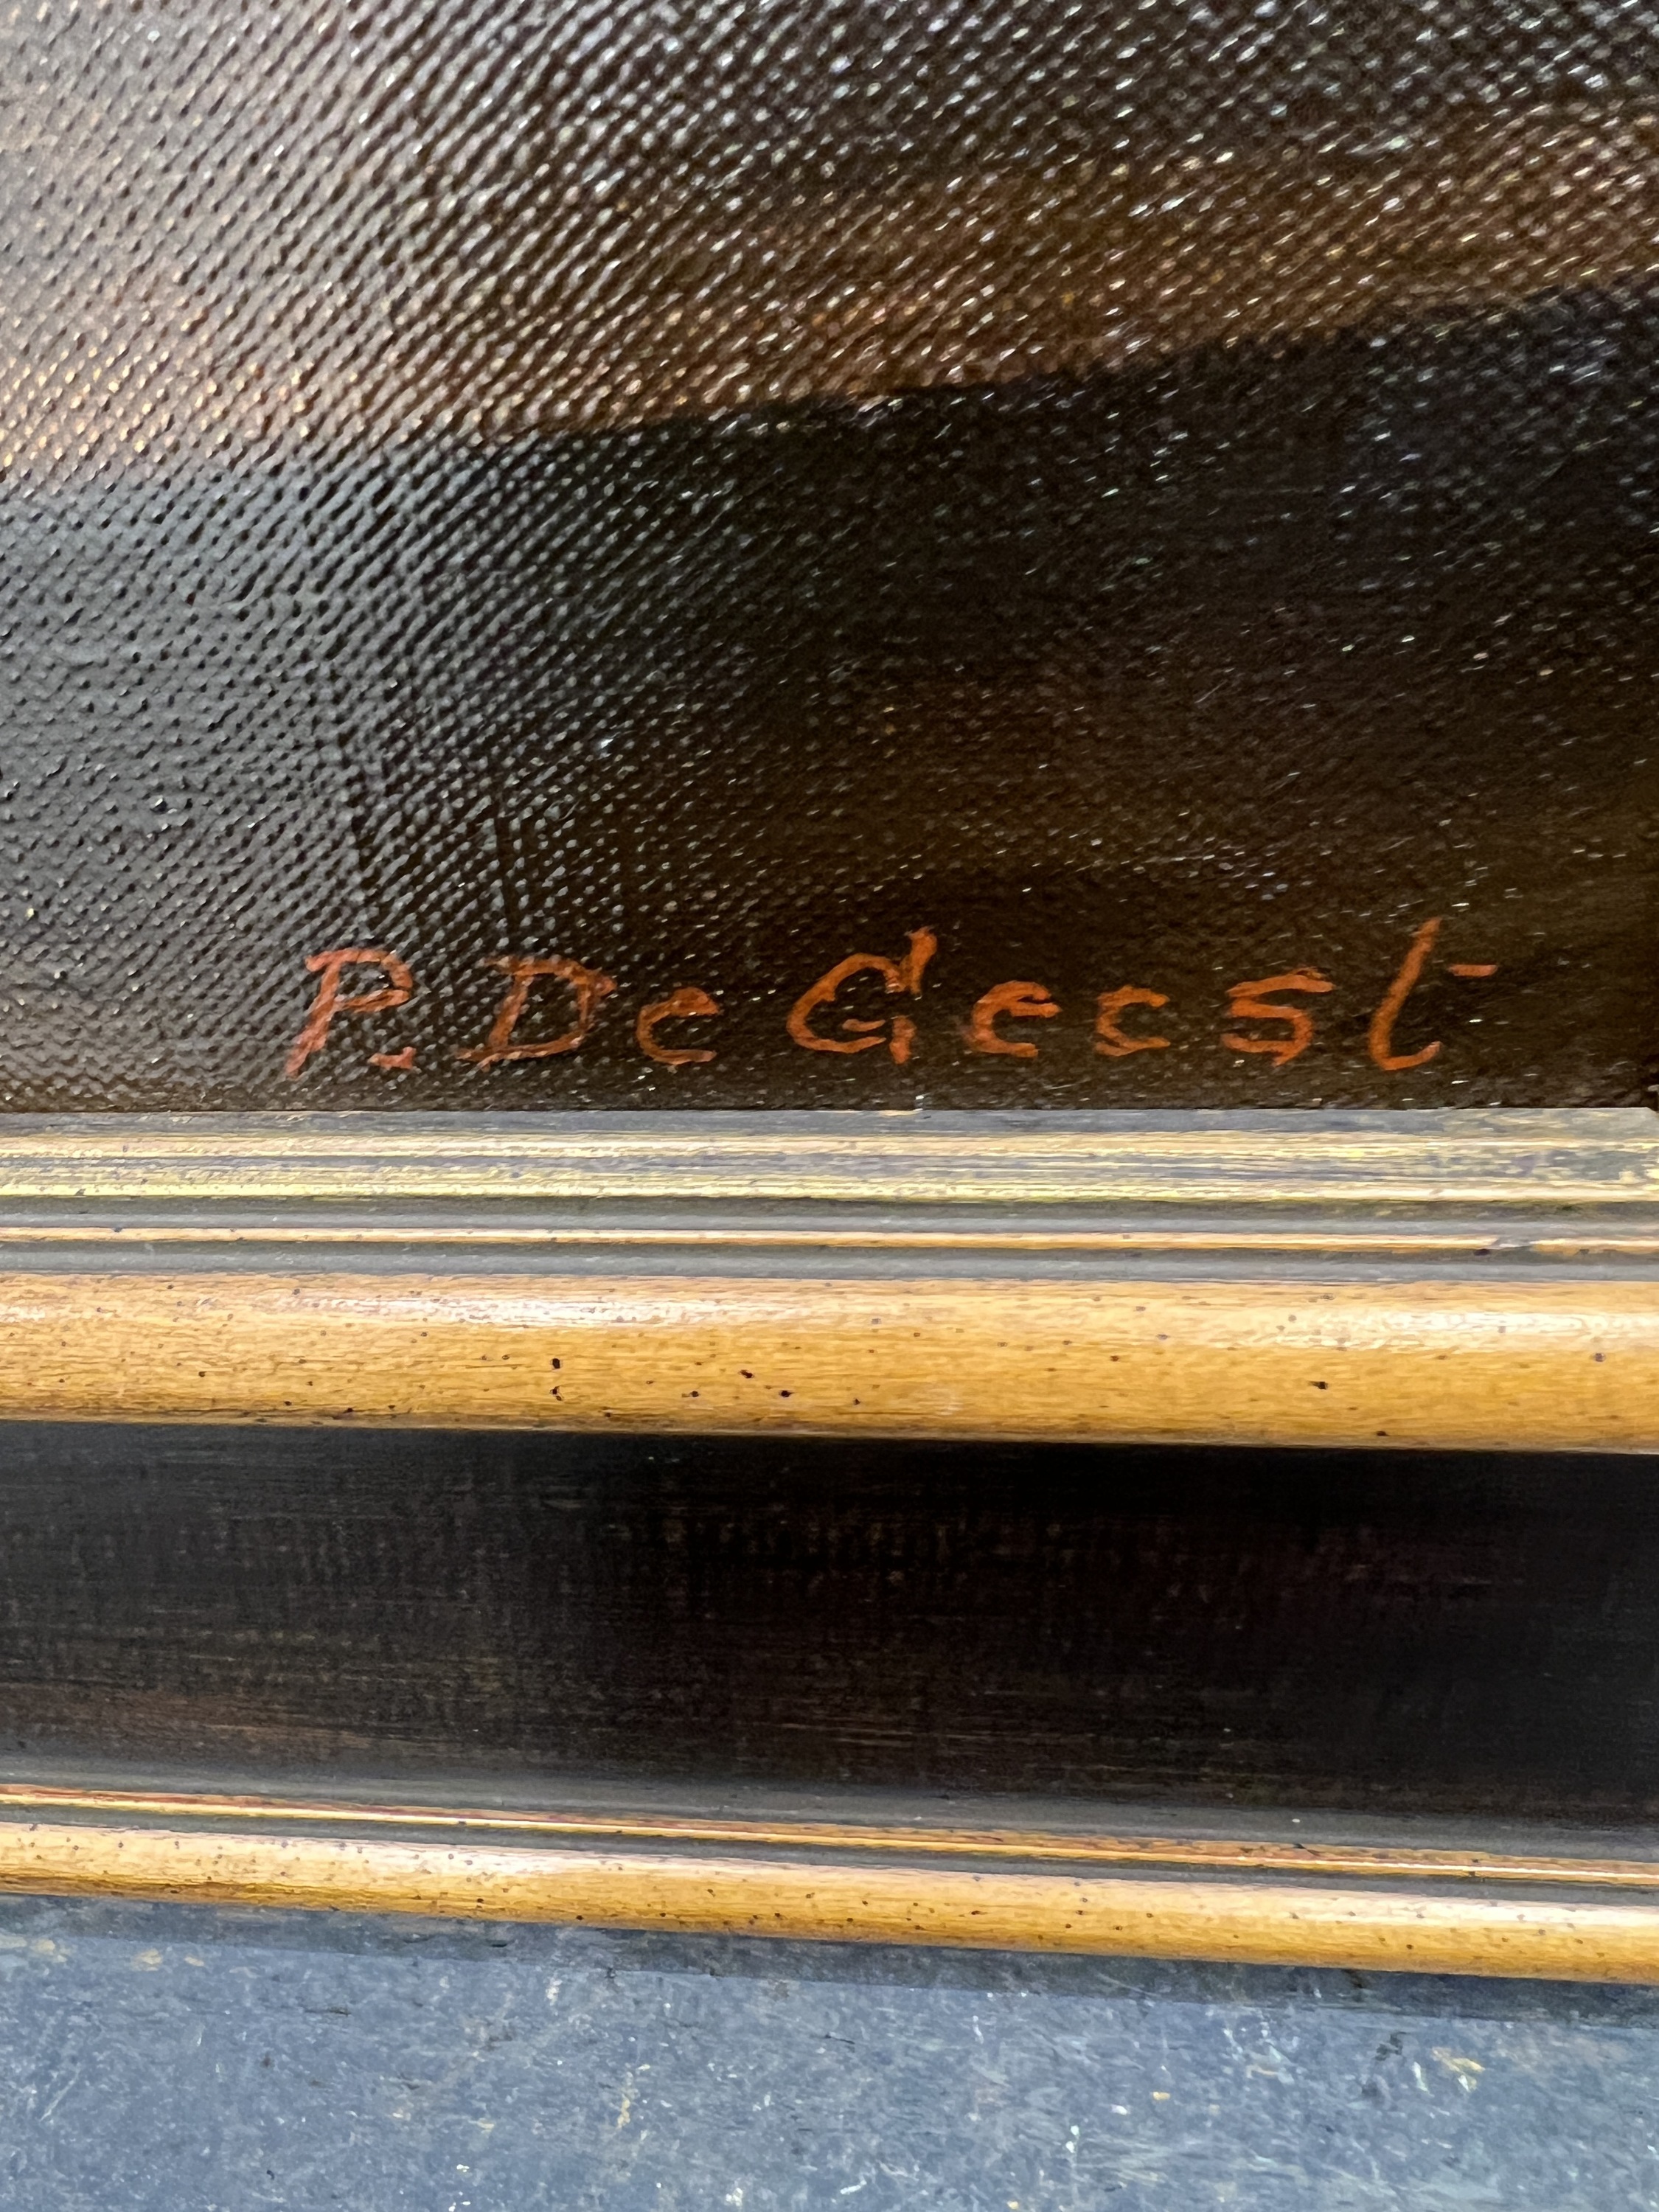 P. De Geest